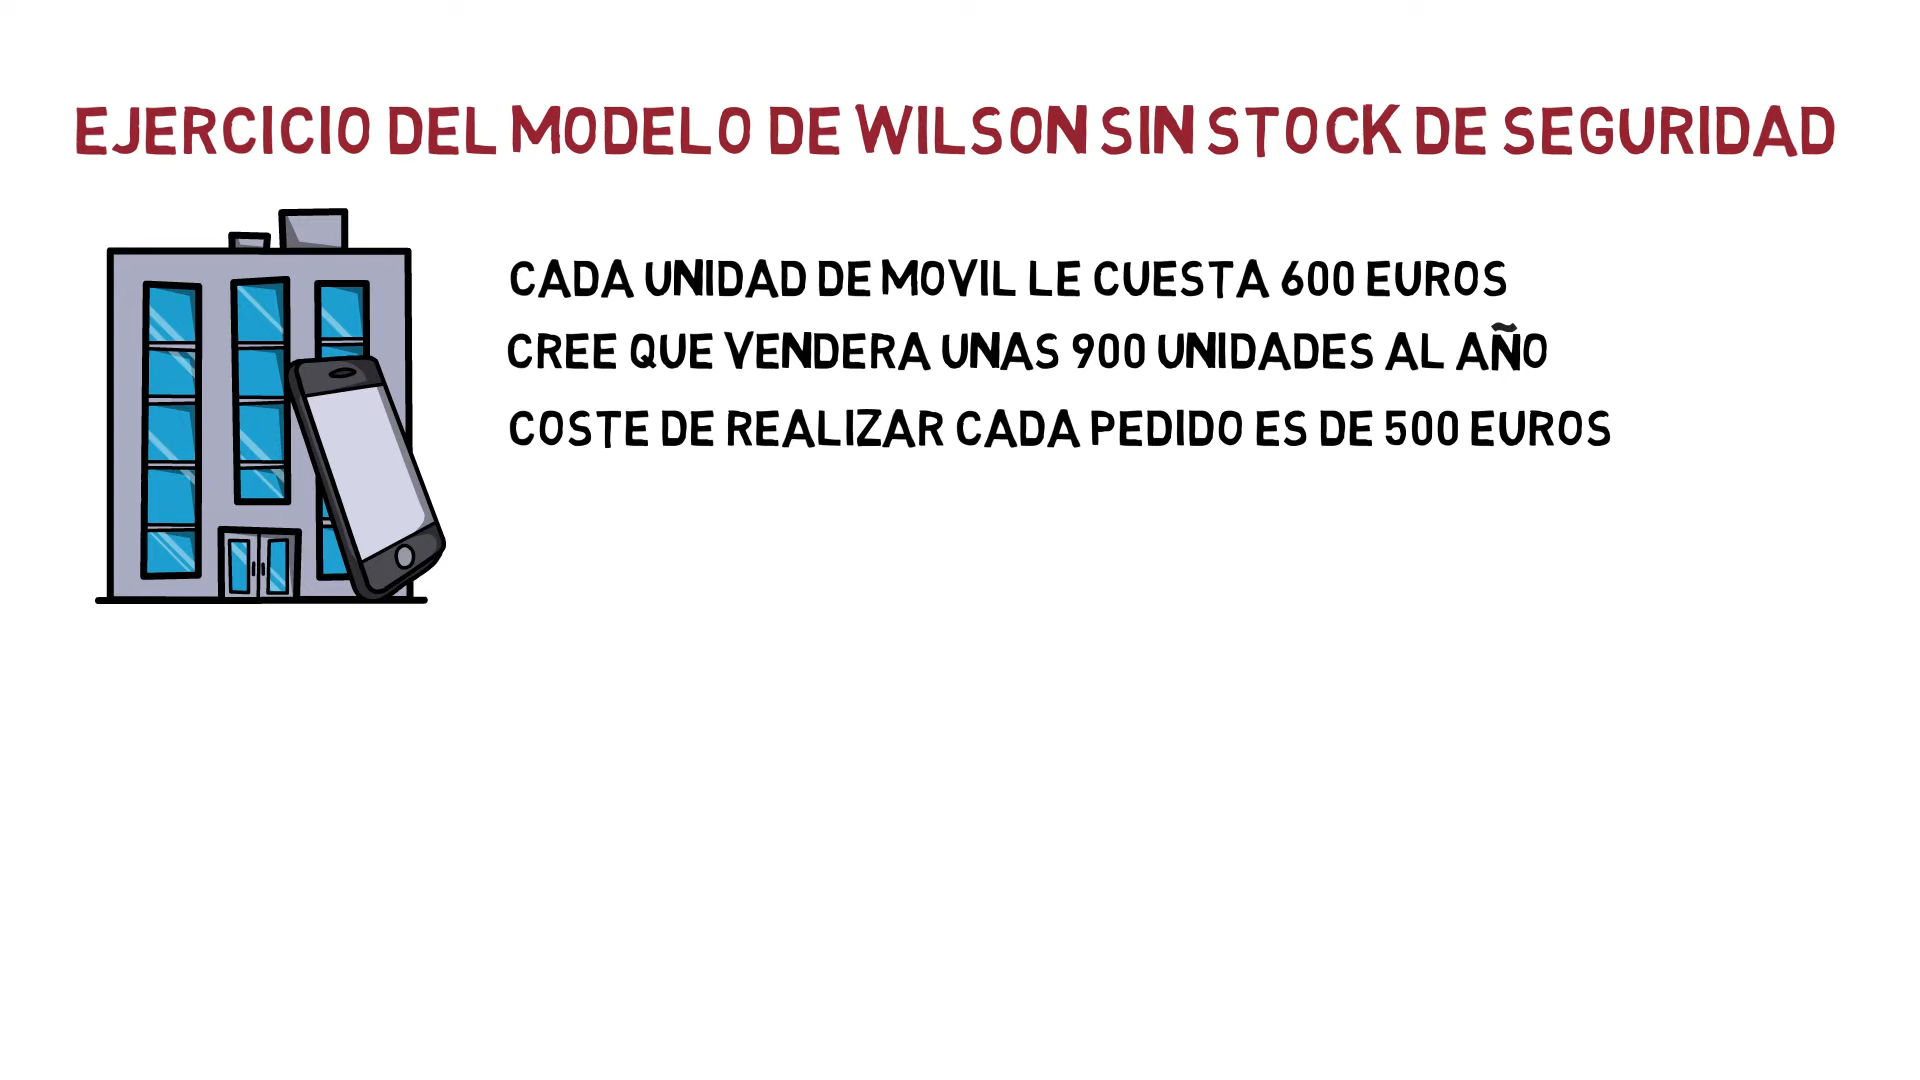 EJERCICIO DEL MODELO DE WILSON SIN STOCK DE SEGURIDAD
CADA UNIDAD DE MOVIL LE CUESTA 600 EUROS
CREE QUE VENDERA UNAS 900 UNIDADES AL AÑO
COSTE DE REALIZAR CADA PEDIDO ES DE 500 EUROS